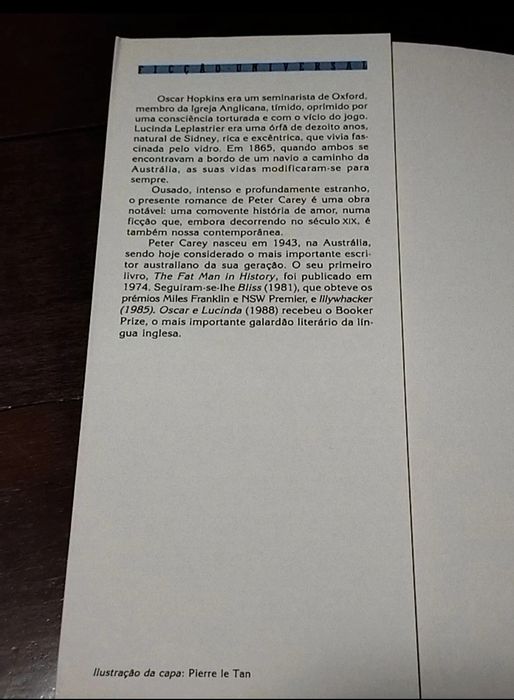 FICÇÃO UNIVERSAL
Oscar Hopkins era um seminarista de Oxford,
membro da Igreja Anglicana, tímido, oprimido por
uma consciência torturada e com o vício do jogo.
Lucinda Leplastrier era uma órfã de dezoito anos,
natural de Sidney, rica e excêntrica, que vivia fas-
cinada pelo vidro. Em 1865, quando ambos se
encontravam a bordo de um navio a caminho da
Austrália, as suas vidas modificaram-se para
sempre.
Ousado, intenso e profundamente estranho,
o presente romance de Peter Carey é uma obra
notável: uma comovente história de amor, numa
ficção que, embora decorrendo no século XIX, é
também nossa contemporânea.
Peter Carey nasceu em 1943, na Austrália,
sendo hoje considerado o mais importante escri-
tor australiano da sua geração. O seu primeiro
livro, The Fat Man in History, foi publicado em
1974. Seguiram-se-lhe Bliss (1981), que obteve os
prémios Miles Franklin e NSW Premier, e Illywhacker
(1985). Oscar e Lucinda (1988) recebeu o Booker
Prize, o mais importante galardão literário da lín-
gua inglesa.
Ilustração da capa: Pierre le Tan